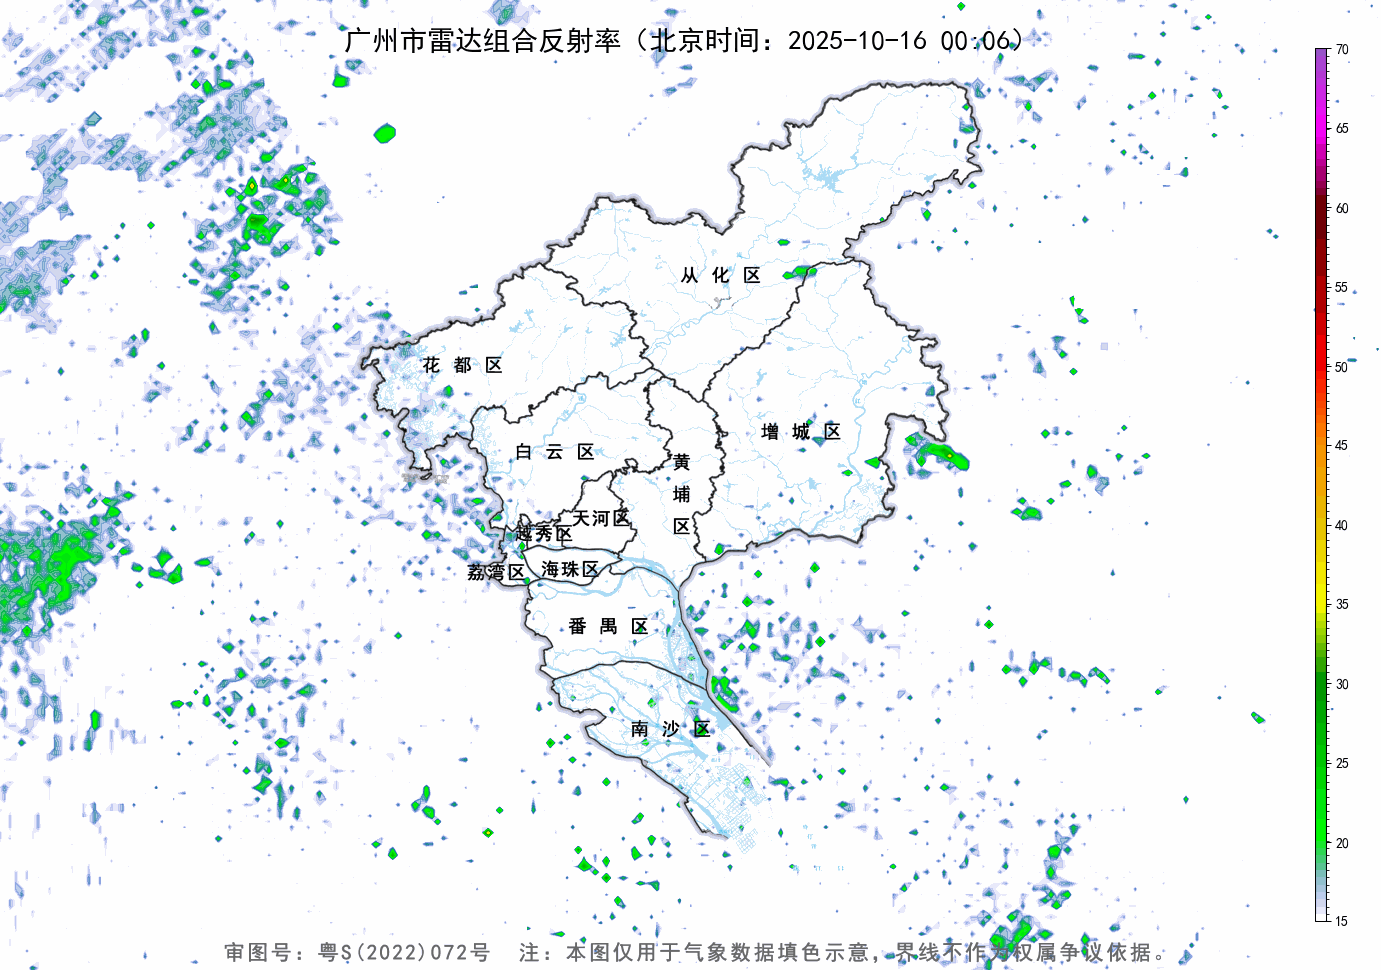 广州市雷达组合反射率（北京时间：2025-10-16 00:06）
70
65
60
55
50
45
40
35
30
25
20
15
从化区
花都区
增城区
白云区
黄埔区
天河区
越秀区
荔湾区
海珠区
番禺区
南沙区
审图号：粤S(2022)072号 注：本图仅用于气象数据填色示意，界线不作为权属争议依据。